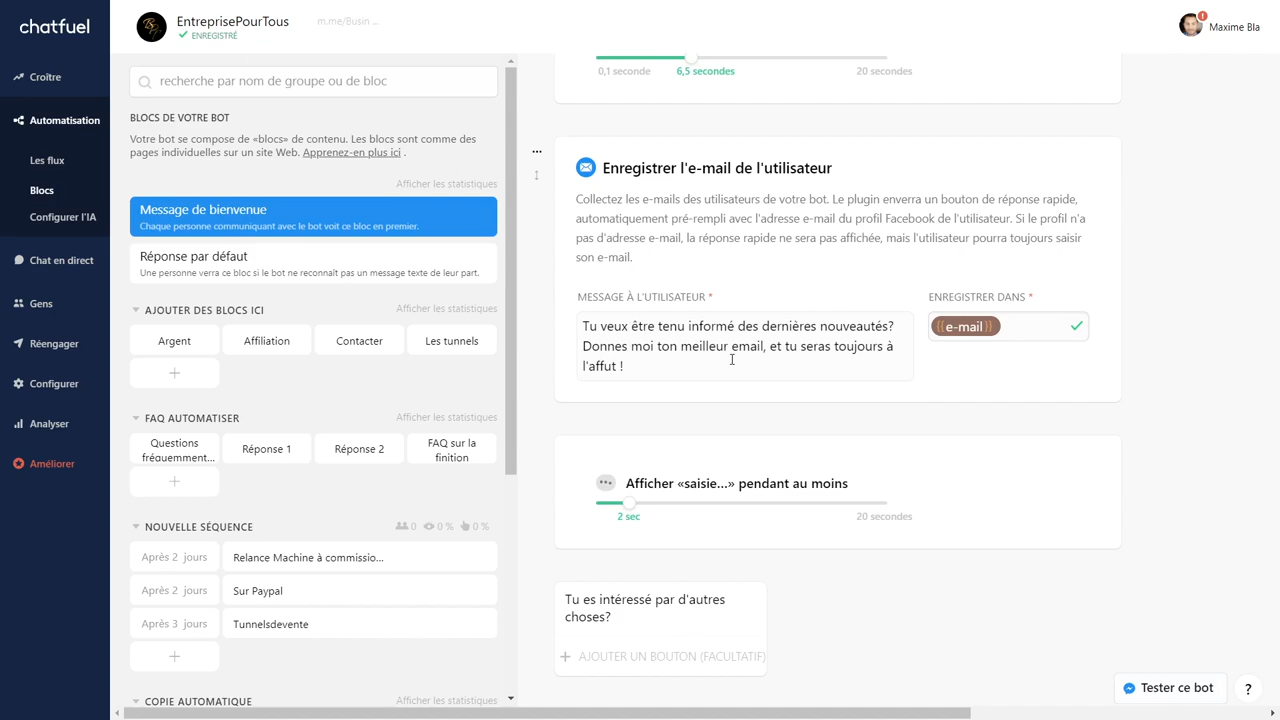 chatfuel
EntreprisePourTous
ENREGISTRÉ
m.me/Busin ...
Maxime Bla
Croître
Automatisation
Les flux
Blocs
Configurer l'IA
Chat en direct
Gens
Réengager
Configurer
Analyser
Améliorer
recherche par nom de groupe ou de bloc
BLOCS DE VOTRE BOT
Votre bot se compose de «blocs» de contenu. Les blocs sont comme des
pages individuelles sur un site Web. Apprenez-en plus ici .
Afficher les statistiques
Message de bienvenue
Chaque personne communiquant avec le bot voit ce bloc en premier.
Réponse par défaut
Une personne verra ce bloc si le bot ne reconnaît pas un message texte de leur part.
AJOUTER DES BLOCS ICI
Afficher les statistiques
Argent
Affiliation
Contacter
Les tunnels
FAQ AUTOMATISER
Afficher les statistiques
Questions
fréquemment...
Réponse 1
Réponse 2
FAQ sur la
finition
NOUVELLE SÉQUENCE
0
0 %
0 %
Après 2 jours
Relance Machine à commissio...
Après 2 jours
Sur Paypal
Après 3 jours
Tunnelsdevente
COPIE AUTOMATIQUE
Afficher les statistiques
0,1 seconde
6,5 secondes
20 secondes
Enregistrer l'e-mail de l'utilisateur
Collectez les e-mails des utilisateurs de votre bot. Le plugin enverra un bouton de réponse rapide,
automatiquement pré-rempli avec l'adresse e-mail du profil Facebook de l'utilisateur. Si le profil n'a
pas d'adresse e-mail, la réponse rapide ne sera pas affichée, mais l'utilisateur pourra toujours saisir
son e-mail.
MESSAGE À L'UTILISATEUR *
ENREGISTRER DANS *
Tu veux être tenu informé des dernières nouveautés?
Donnes moi ton meilleur email, et tu seras toujours à
l'affut !
{{e-mail}}
Afficher «saisie...» pendant au moins
2 sec
20 secondes
Tu es intéressé par d'autres
choses?
+ AJOUTER UN BOUTON (FACULTATIF)
Tester ce bot
?